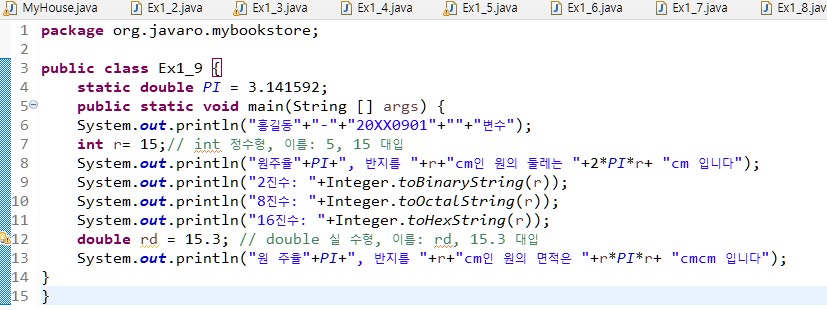 MyHouse.java Ex1_2.java Ex1_3.java Ex1_4.java Ex1_5.java Ex1_6.java Ex1_7.java Ex1_8.java
1 package org.javaro.mybookstore;
2
3 public class Ex1_9 {
4 static double PI = 3.141592;
5 public static void main(String [] args) {
6 System.out.println("홍길동"+"-"+"20XX0901"+""+"변수");
7 int r= 15;// int 정수형, 이름: 5, 15 대입
8 System.out.println("원주율"+PI+", 반지름 "+r+"cm인 원의 둘레는 "+2*PI*r+ "cm 입니다");
9 System.out.println("2진수: "+Integer.toBinaryString(r));
10 System.out.println("8진수: "+Integer.toOctalString(r));
11 System.out.println("16진수: "+Integer.toHexString(r));
12 double rd = 15.3; // double 실 수형, 이름: rd, 15.3 대입
13 System.out.println("원 주율"+PI+", 반지름 "+r+"cm인 원의 면적은 "+r*PI*r+ "cmcm 입니다");
14 }
15 }